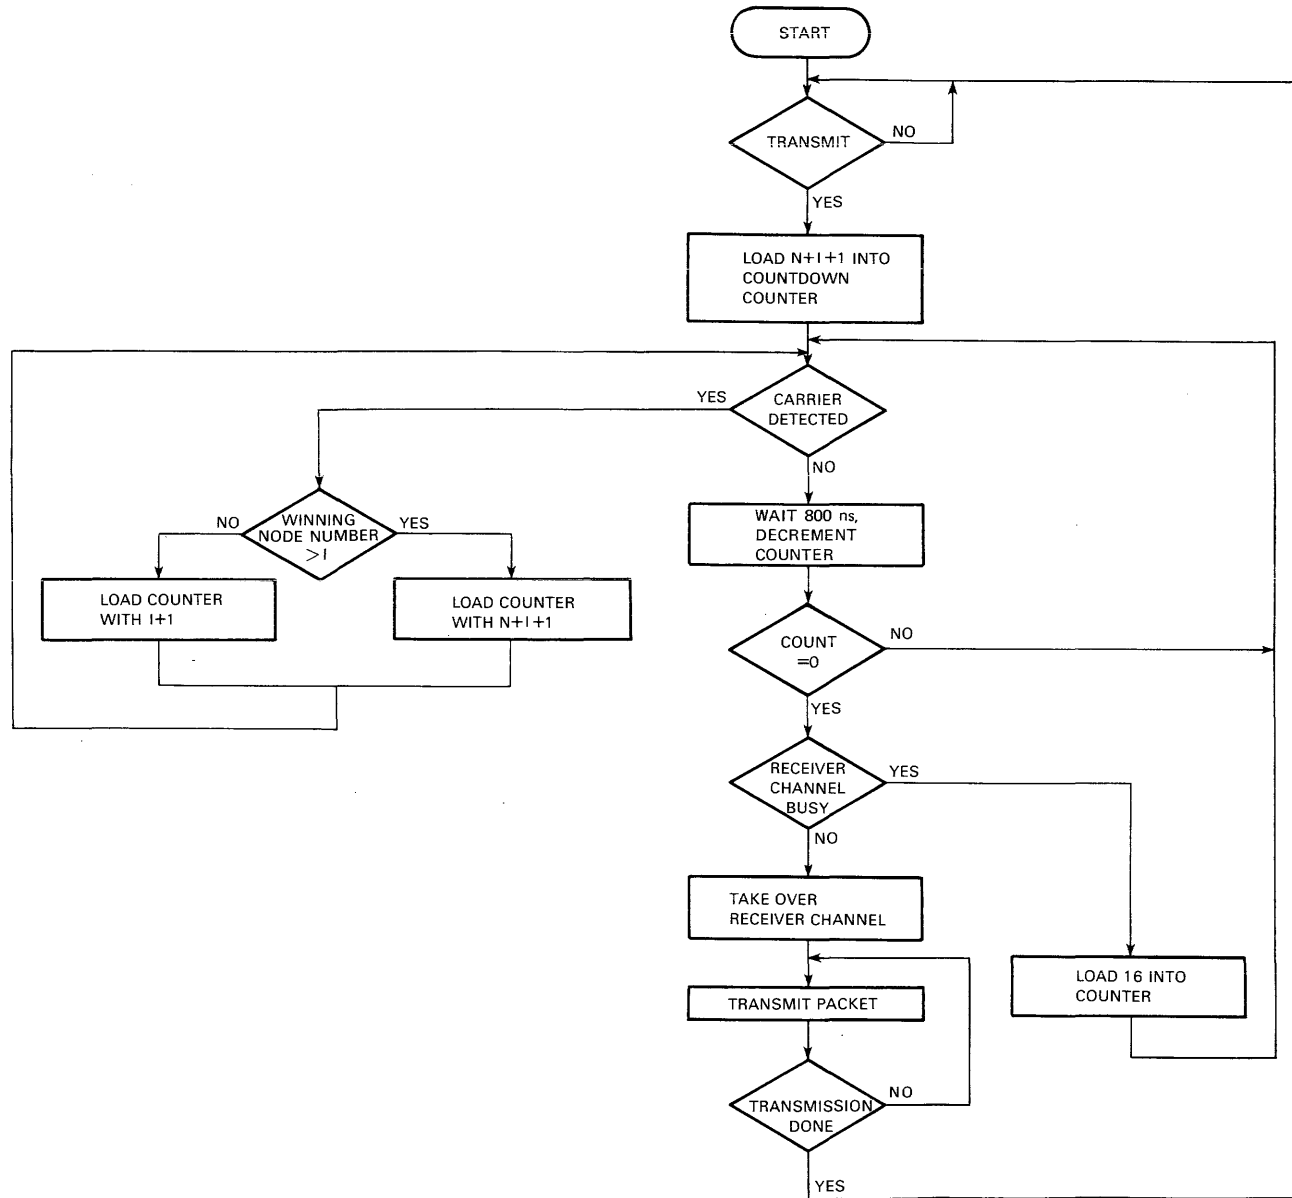 START
TRANSMIT
NO
YES
LOAD N+I+1 INTO
COUNTDOWN
COUNTER
YES
CARRIER
DETECTED
NO
WINNING
NODE NUMBER
>I
NO
YES
WAIT 800 ns,
DECREMENT
COUNTER
LOAD COUNTER
WITH I+1
LOAD COUNTER
WITH N+I+1
COUNT
=0
NO
YES
RECEIVER
CHANNEL
BUSY
YES
NO
TAKE OVER
RECEIVER CHANNEL
LOAD 16 INTO
COUNTER
TRANSMIT PACKET
TRANSMISSION
DONE
NO
YES